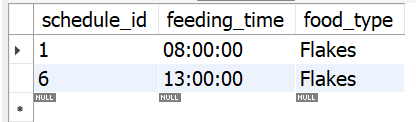 schedule_id feeding_time food_type
1 08:00:00 Flakes
6 13:00:00 Flakes
NULL NULL NULL